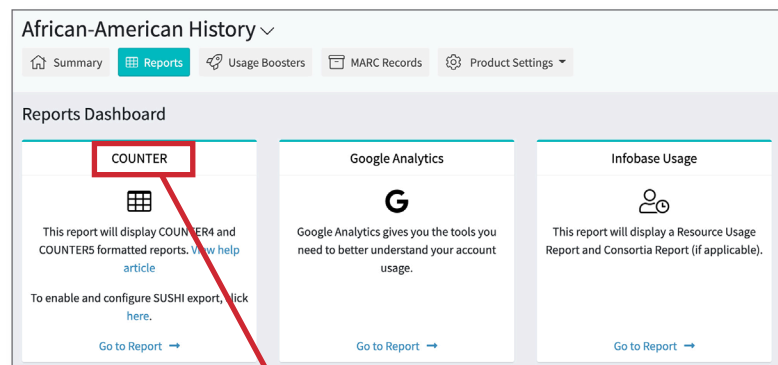 African-American History
Summary
Reports
Usage Boosters
MARC Records
Product Settings
Reports Dashboard
COUNTER
This report will display COUNTER4 and
COUNTER5 formatted reports. View help
article
To enable and configure SUSHI export, click
here.
Go to Report →
Google Analytics
G
Google Analytics gives you the tools you
need to better understand your account
usage.
Go to Report →
Infobase Usage
This report will display a Resource Usage
Report and Consortia Report (if applicable).
Go to Report →